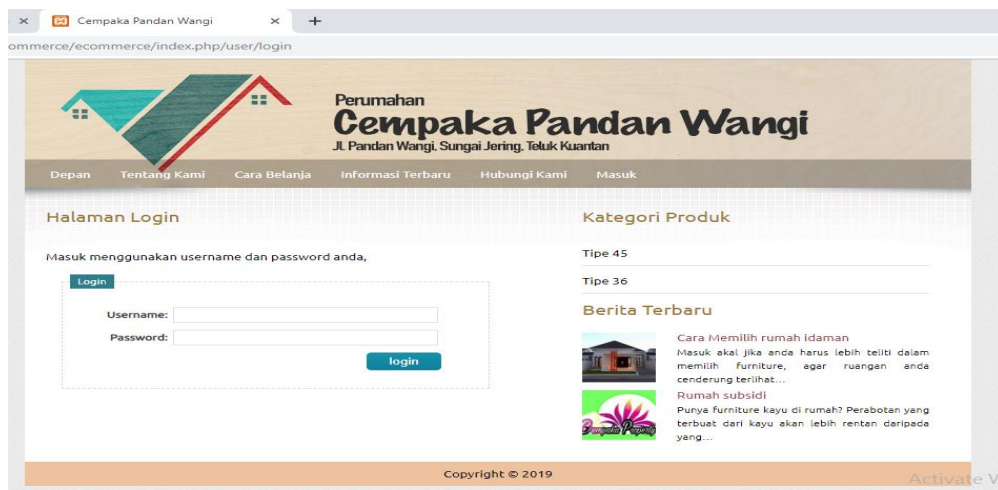 Cempaka Pandan Wangi
ommerce/ecommerce/index.php/user/login
Perumahan
Cempaka Pandan Wangi
Jl. Pandan Wangi, Sungai Jering, Teluk Kuantan
Depan Tentang Kami Cara Belanja Informasi Terbaru Hubungi Kami Masuk
Halaman Login
Masuk menggunakan username dan password anda,
Login
Username:
Password:
login
Kategori Produk
Tipe 45
Tipe 36
Berita Terbaru
Cara Memilih rumah idaman
Masuk akal jika anda harus lebih teliti dalam
memilih furniture, agar ruangan anda
cenderung terlihat...
Rumah subsidi
Punya furniture kayu di rumah? Perabotan yang
terbuat dari kayu akan lebih rentan daripada
yang...
Cempaka Property
Copyright © 2019
Activate